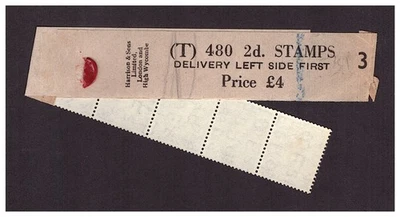 Harrison & Sons
Limited,
London and
High Wycombe
(T) 480 2d. STAMPS
DELIVERY LEFT SIDE FIRST
Price £4
3